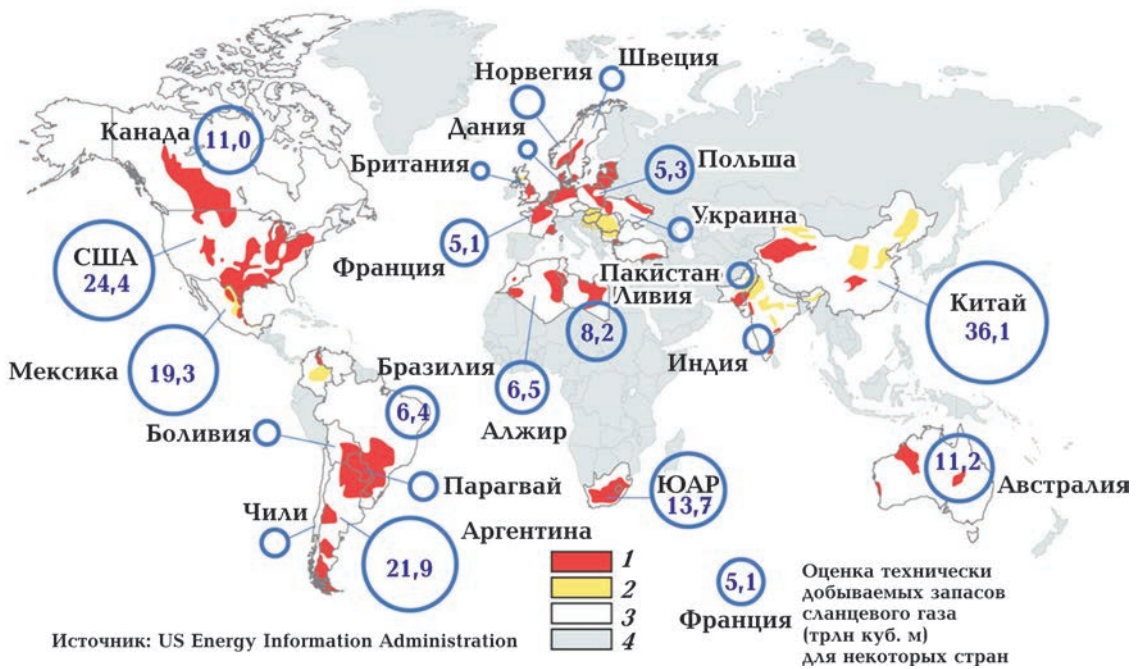 Швеция
Норвегия
Дания
Канада
11,0
Британия
5,3
Польша
США
24,4
5,1
Франция
Украина
Пакистан
Ливия
8,2
Китай
36,1
Мексика
19,3
Бразилия
6,4
6,5
Алжир
Индия
Боливия
Парагвай
ЮАР
13,7
11,2
Австралия
Чили
Аргентина
21,9
1
2
3
4
5,1
Франция
Оценка технически
добываемых запасов
сланцевого газа
(трлн куб. м)
для некоторых стран
Источник: US Energy Information Administration